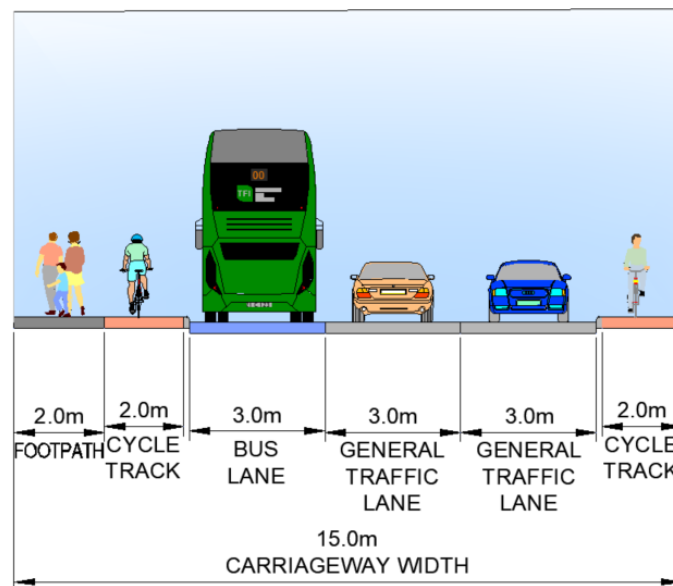 00
TFI
2.0m
2.0m
3.0m
3.0m
3.0m
2.0m
FOOTPATH
CYCLE
TRACK
BUS
LANE
GENERAL
TRAFFIC
LANE
GENERAL
TRAFFIC
LANE
CYCLE
TRACK
15.0m
CARRIAGEWAY WIDTH